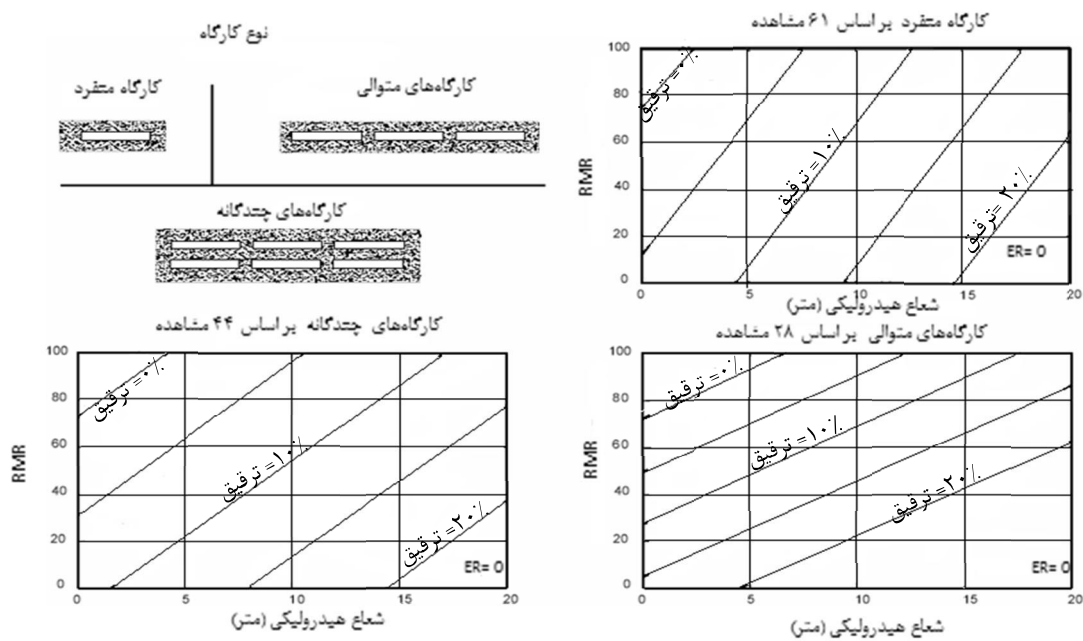 نوع کارگاه
کارگاه منفرد
کارگاه‌های متوالی
کارگاه‌های چندگانه
کارگاه منفرد براساس ۶۱ مشاهده
RMR
100
80
60
40
20
0
ترقیق=۰٪
ترقیق=۱۰٪
ترقیق=۲۰٪
ER= 0
0 5 10 15 20
شعاع هیدرولیکی (متر)
کارگاه‌های چندگانه براساس ۴۴ مشاهده
RMR
100
80
60
40
20
0
ترقیق=۰٪
ترقیق=۱۰٪
ترقیق=۲۰٪
ER= 0
0 5 10 15 20
شعاع هیدرولیکی (متر)
کارگاه‌های متوالی براساس ۲۸ مشاهده
RMR
100
80
60
40
20
0
ترقیق=۰٪
ترقیق=۱۰٪
ترقیق=۲۰٪
ER= 0
0 5 10 15 20
شعاع هیدرولیکی (متر)